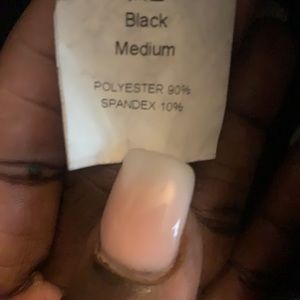 Black
Medium
POLYESTER 90%
SPANDEX 10%